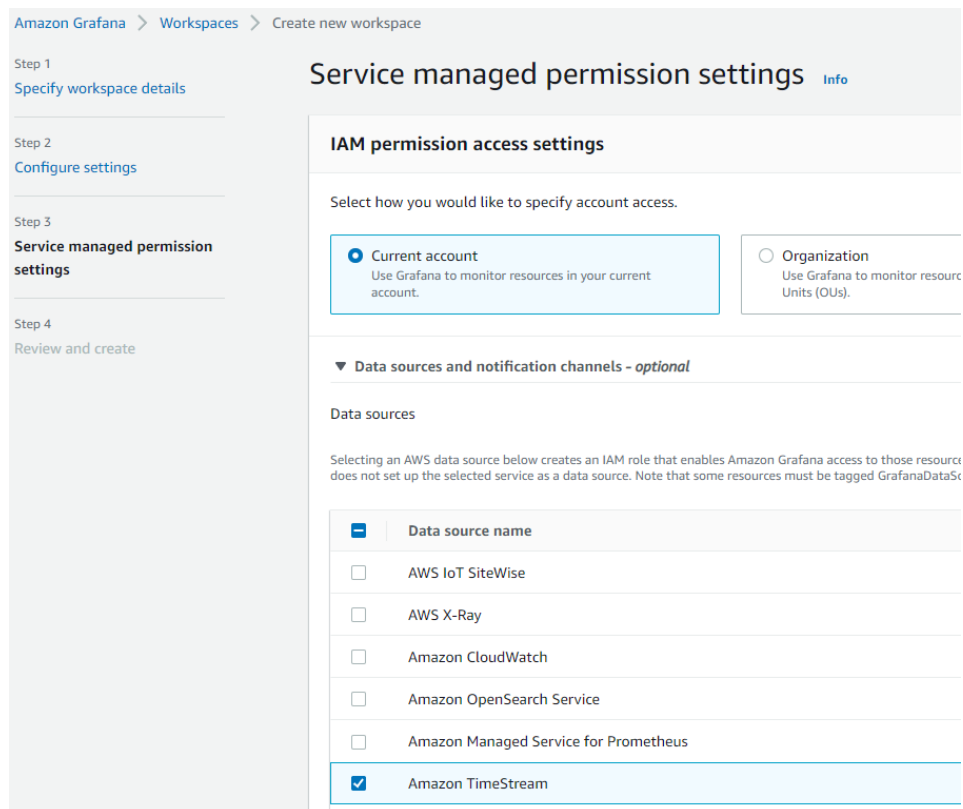 Amazon Grafana > Workspaces > Create new workspace
Step 1
Specify workspace details
Step 2
Configure settings
Step 3
Service managed permission
settings
Step 4
Review and create
Service managed permission settings Info
IAM permission access settings
Select how you would like to specify account access.
Current account
Use Grafana to monitor resources in your current
account.
Organization
Use Grafana to monitor resourc
Units (OUs).
Data sources and notification channels - optional
Data sources
Selecting an AWS data source below creates an IAM role that enables Amazon Grafana access to those resource
does not set up the selected service as a data source. Note that some resources must be tagged GrafanaDataSo
Data source name
AWS IoT SiteWise
AWS X-Ray
Amazon CloudWatch
Amazon OpenSearch Service
Amazon Managed Service for Prometheus
Amazon TimeStream